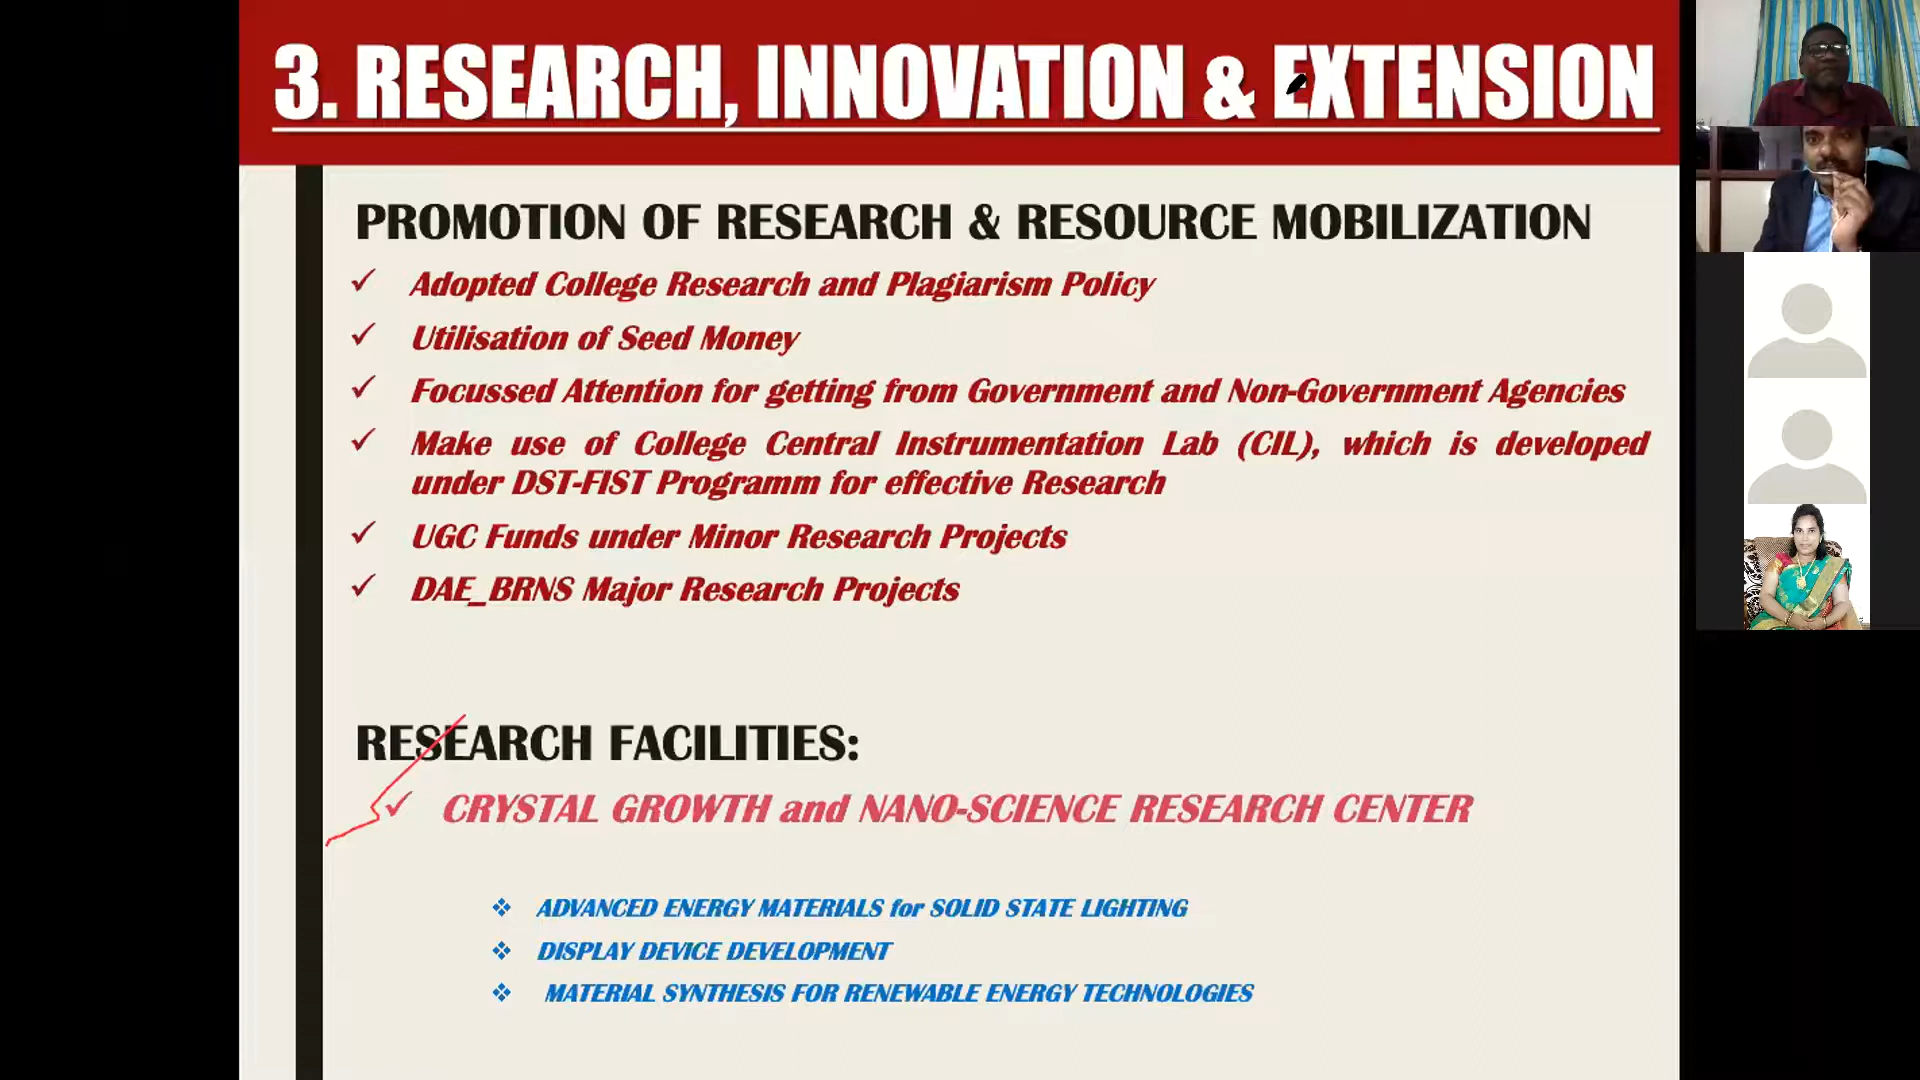 3. RESEARCH, INNOVATION & EXTENSION
PROMOTION OF RESEARCH & RESOURCE MOBILIZATION
✓ Adopted College Research and Plagiarism Policy
✓ Utilisation of Seed Money
✓ Focussed Attention for getting from Government and Non-Government Agencies
✓ Make use of College Central Instrumentation Lab (CIL), which is developed
under DST-FIST Programm for effective Research
✓ UGC Funds under Minor Research Projects
✓ DAE_BRNS Major Research Projects
RESEARCH FACILITIES:
✓ CRYSTAL GROWTH and NANO-SCIENCE RESEARCH CENTER
❖ ADVANCED ENERGY MATERIALS for SOLID STATE LIGHTING
❖ DISPLAY DEVICE DEVELOPMENT
❖ MATERIAL SYNTHESIS FOR RENEWABLE ENERGY TECHNOLOGIES